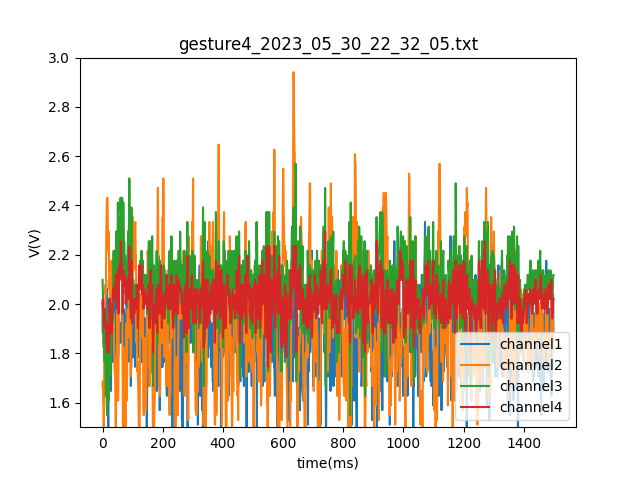 gesture4_2023_05_30_22_32_05.txt
V(V)
3.0
2.8
2.6
2.4
2.2
2.0
1.8
1.6
channel1
channel2
channel3
channel4
0 200 400 600 800 1000 1200 1400
time(ms)